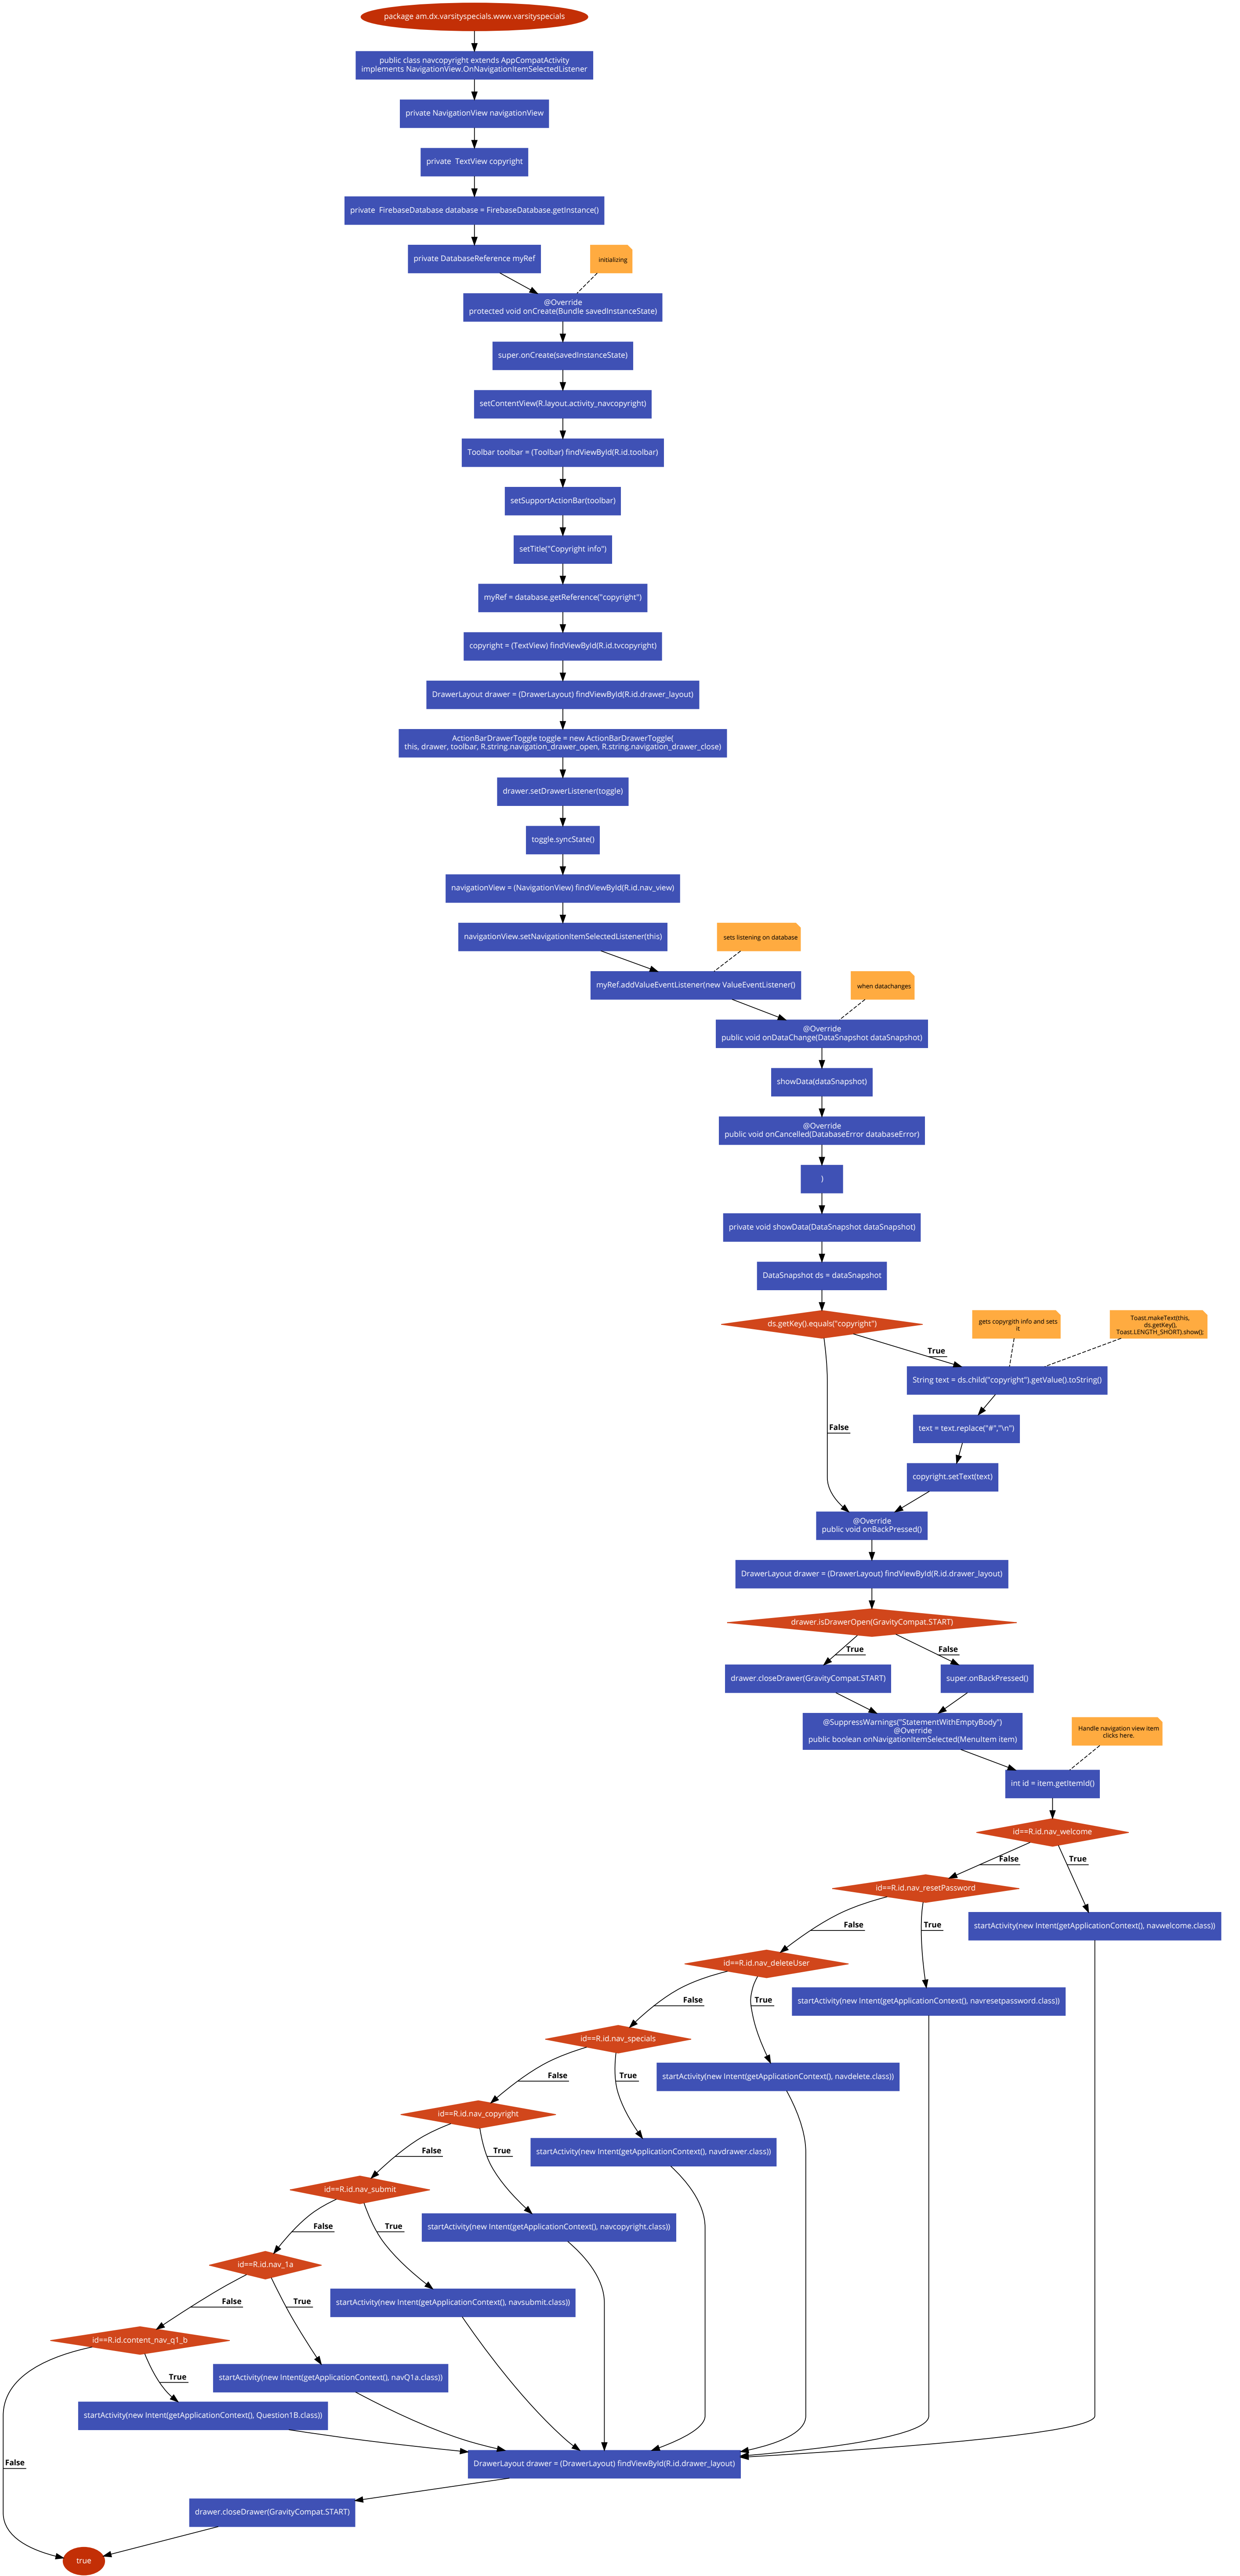 package am.dx.varsityspecials.www.varsityspecials
public class navcopyright extends AppCompatActivity
implements NavigationView.OnNavigationItemSelectedListener
private NavigationView navigationView
private  TextView copyright
private  FirebaseDatabase database = FirebaseDatabase.getInstance()
private DatabaseReference myRef
initializing
@Override
protected void onCreate(Bundle savedInstanceState)
super.onCreate(savedInstanceState)
setContentView(R.layout.activity_navcopyright)
Toolbar toolbar = (Toolbar) findViewById(R.id.toolbar)
setSupportActionBar(toolbar)
setTitle("Copyright info")
myRef = database.getReference("copyright")
copyright = (TextView) findViewById(R.id.tvcopyright)
DrawerLayout drawer = (DrawerLayout) findViewById(R.id.drawer_layout)
ActionBarDrawerToggle toggle = new ActionBarDrawerToggle(
this, drawer, toolbar, R.string.navigation_drawer_open, R.string.navigation_drawer_close)
drawer.setDrawerListener(toggle)
toggle.syncState()
navigationView = (NavigationView) findViewById(R.id.nav_view)
navigationView.setNavigationItemSelectedListener(this)
sets listening on database
myRef.addValueEventListener(new ValueEventListener()
when datachanges
@Override
public void onDataChange(DataSnapshot dataSnapshot)
showData(dataSnapshot)
@Override
public void onCancelled(DatabaseError databaseError)
)
private void showData(DataSnapshot dataSnapshot)
DataSnapshot ds = dataSnapshot
ds.getKey().equals("copyright")
gets copyrgith info and sets
it
Toast.makeText(this,
ds.getKey(),
Toast.LENGTH_SHORT).show();
True
String text = ds.child("copyright").getValue().toString()
False
text = text.replace("#","\n")
copyright.setText(text)
@Override
public void onBackPressed()
DrawerLayout drawer = (DrawerLayout) findViewById(R.id.drawer_layout)
drawer.isDrawerOpen(GravityCompat.START)
True
False
drawer.closeDrawer(GravityCompat.START)
super.onBackPressed()
@SuppressWarnings("StatementWithEmptyBody")
@Override
public boolean onNavigationItemSelected(MenuItem item)
Handle navigation view item
clicks here.
int id = item.getItemId()
id==R.id.nav_welcome
False
True
id==R.id.nav_resetPassword
startActivity(new Intent(getApplicationContext(), navwelcome.class))
False
True
id==R.id.nav_deleteUser
startActivity(new Intent(getApplicationContext(), navresetpassword.class))
False
True
id==R.id.nav_specials
startActivity(new Intent(getApplicationContext(), navdelete.class))
False
True
id==R.id.nav_copyright
startActivity(new Intent(getApplicationContext(), navdrawer.class))
False
True
id==R.id.nav_submit
startActivity(new Intent(getApplicationContext(), navcopyright.class))
False
True
id==R.id.nav_1a
startActivity(new Intent(getApplicationContext(), navsubmit.class))
False
True
id==R.id.content_nav_q1_b
startActivity(new Intent(getApplicationContext(), navQ1a.class))
True
startActivity(new Intent(getApplicationContext(), Question1B.class))
False
DrawerLayout drawer = (DrawerLayout) findViewById(R.id.drawer_layout)
drawer.closeDrawer(GravityCompat.START)
true